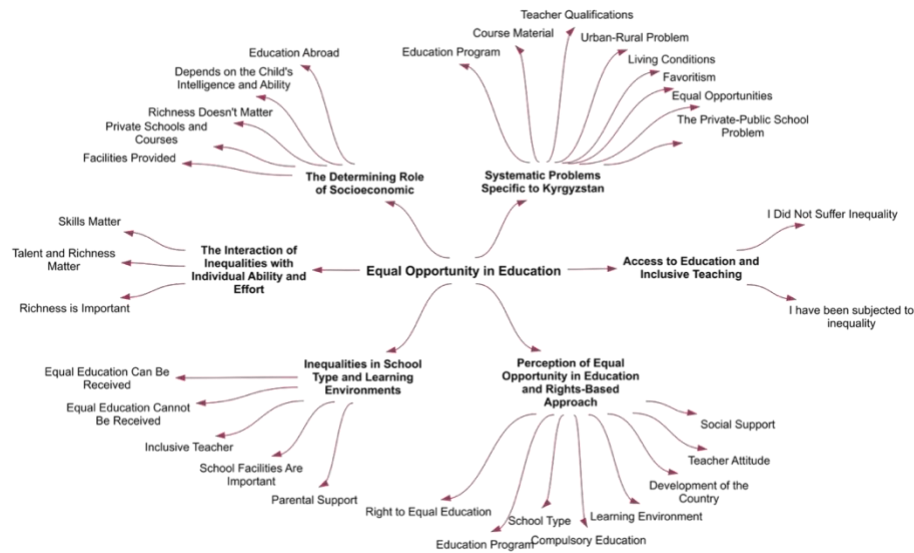 Teacher Qualifications
Course Material
Urban-Rural Problem
Education Program
Living Conditions
Favoritism
Equal Opportunities
The Private-Public School
Problem
Systematic Problems
Specific to Kyrgyzstan
Education Abroad
Depends on the Child's
Intelligence and Ability
Richness Doesn't Matter
Private Schools and
Courses
Facilities Provided
The Determining Role
of Socioeconomic
Skills Matter
Talent and Richness
Matter
Richness is Important
The Interaction of
Inequalities with
Individual Ability and
Effort
Equal Opportunity in Education
Access to Education and
Inclusive Teaching
I Did Not Suffer Inequality
I have been subjected to
inequality
Inequalities in School
Type and Learning
Environments
Equal Education Can Be
Received
Equal Education Cannot
Be Received
Inclusive Teacher
School Facilities Are
Important
Parental Support
Perception of Equal
Opportunity in Education
and Rights-Based
Approach
Social Support
Teacher Attitude
Development of the
Country
Learning Environment
Compulsory Education
School Type
Education Program
Right to Equal Education